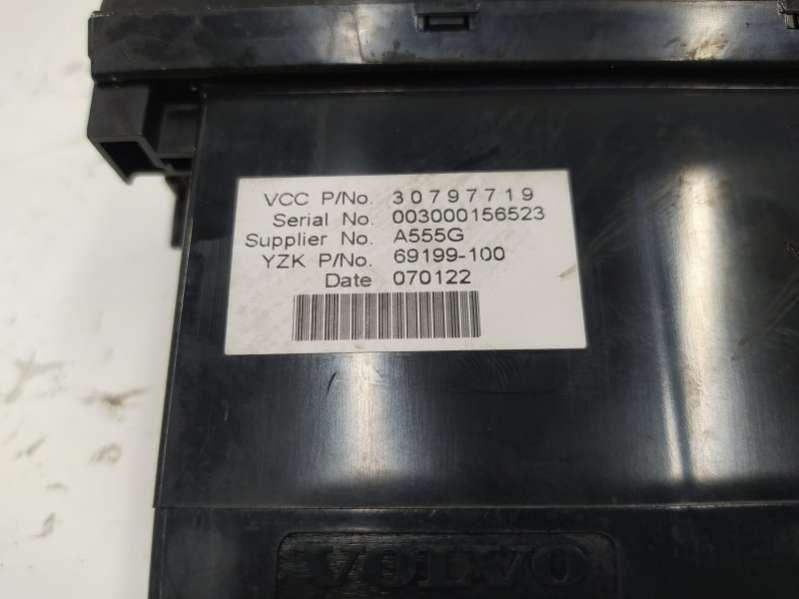 VCC P/No. 30797719
Serial No. 003000156523
Supplier No. A555G
YZK P/No. 69199-100
Date 070122
VOLVO